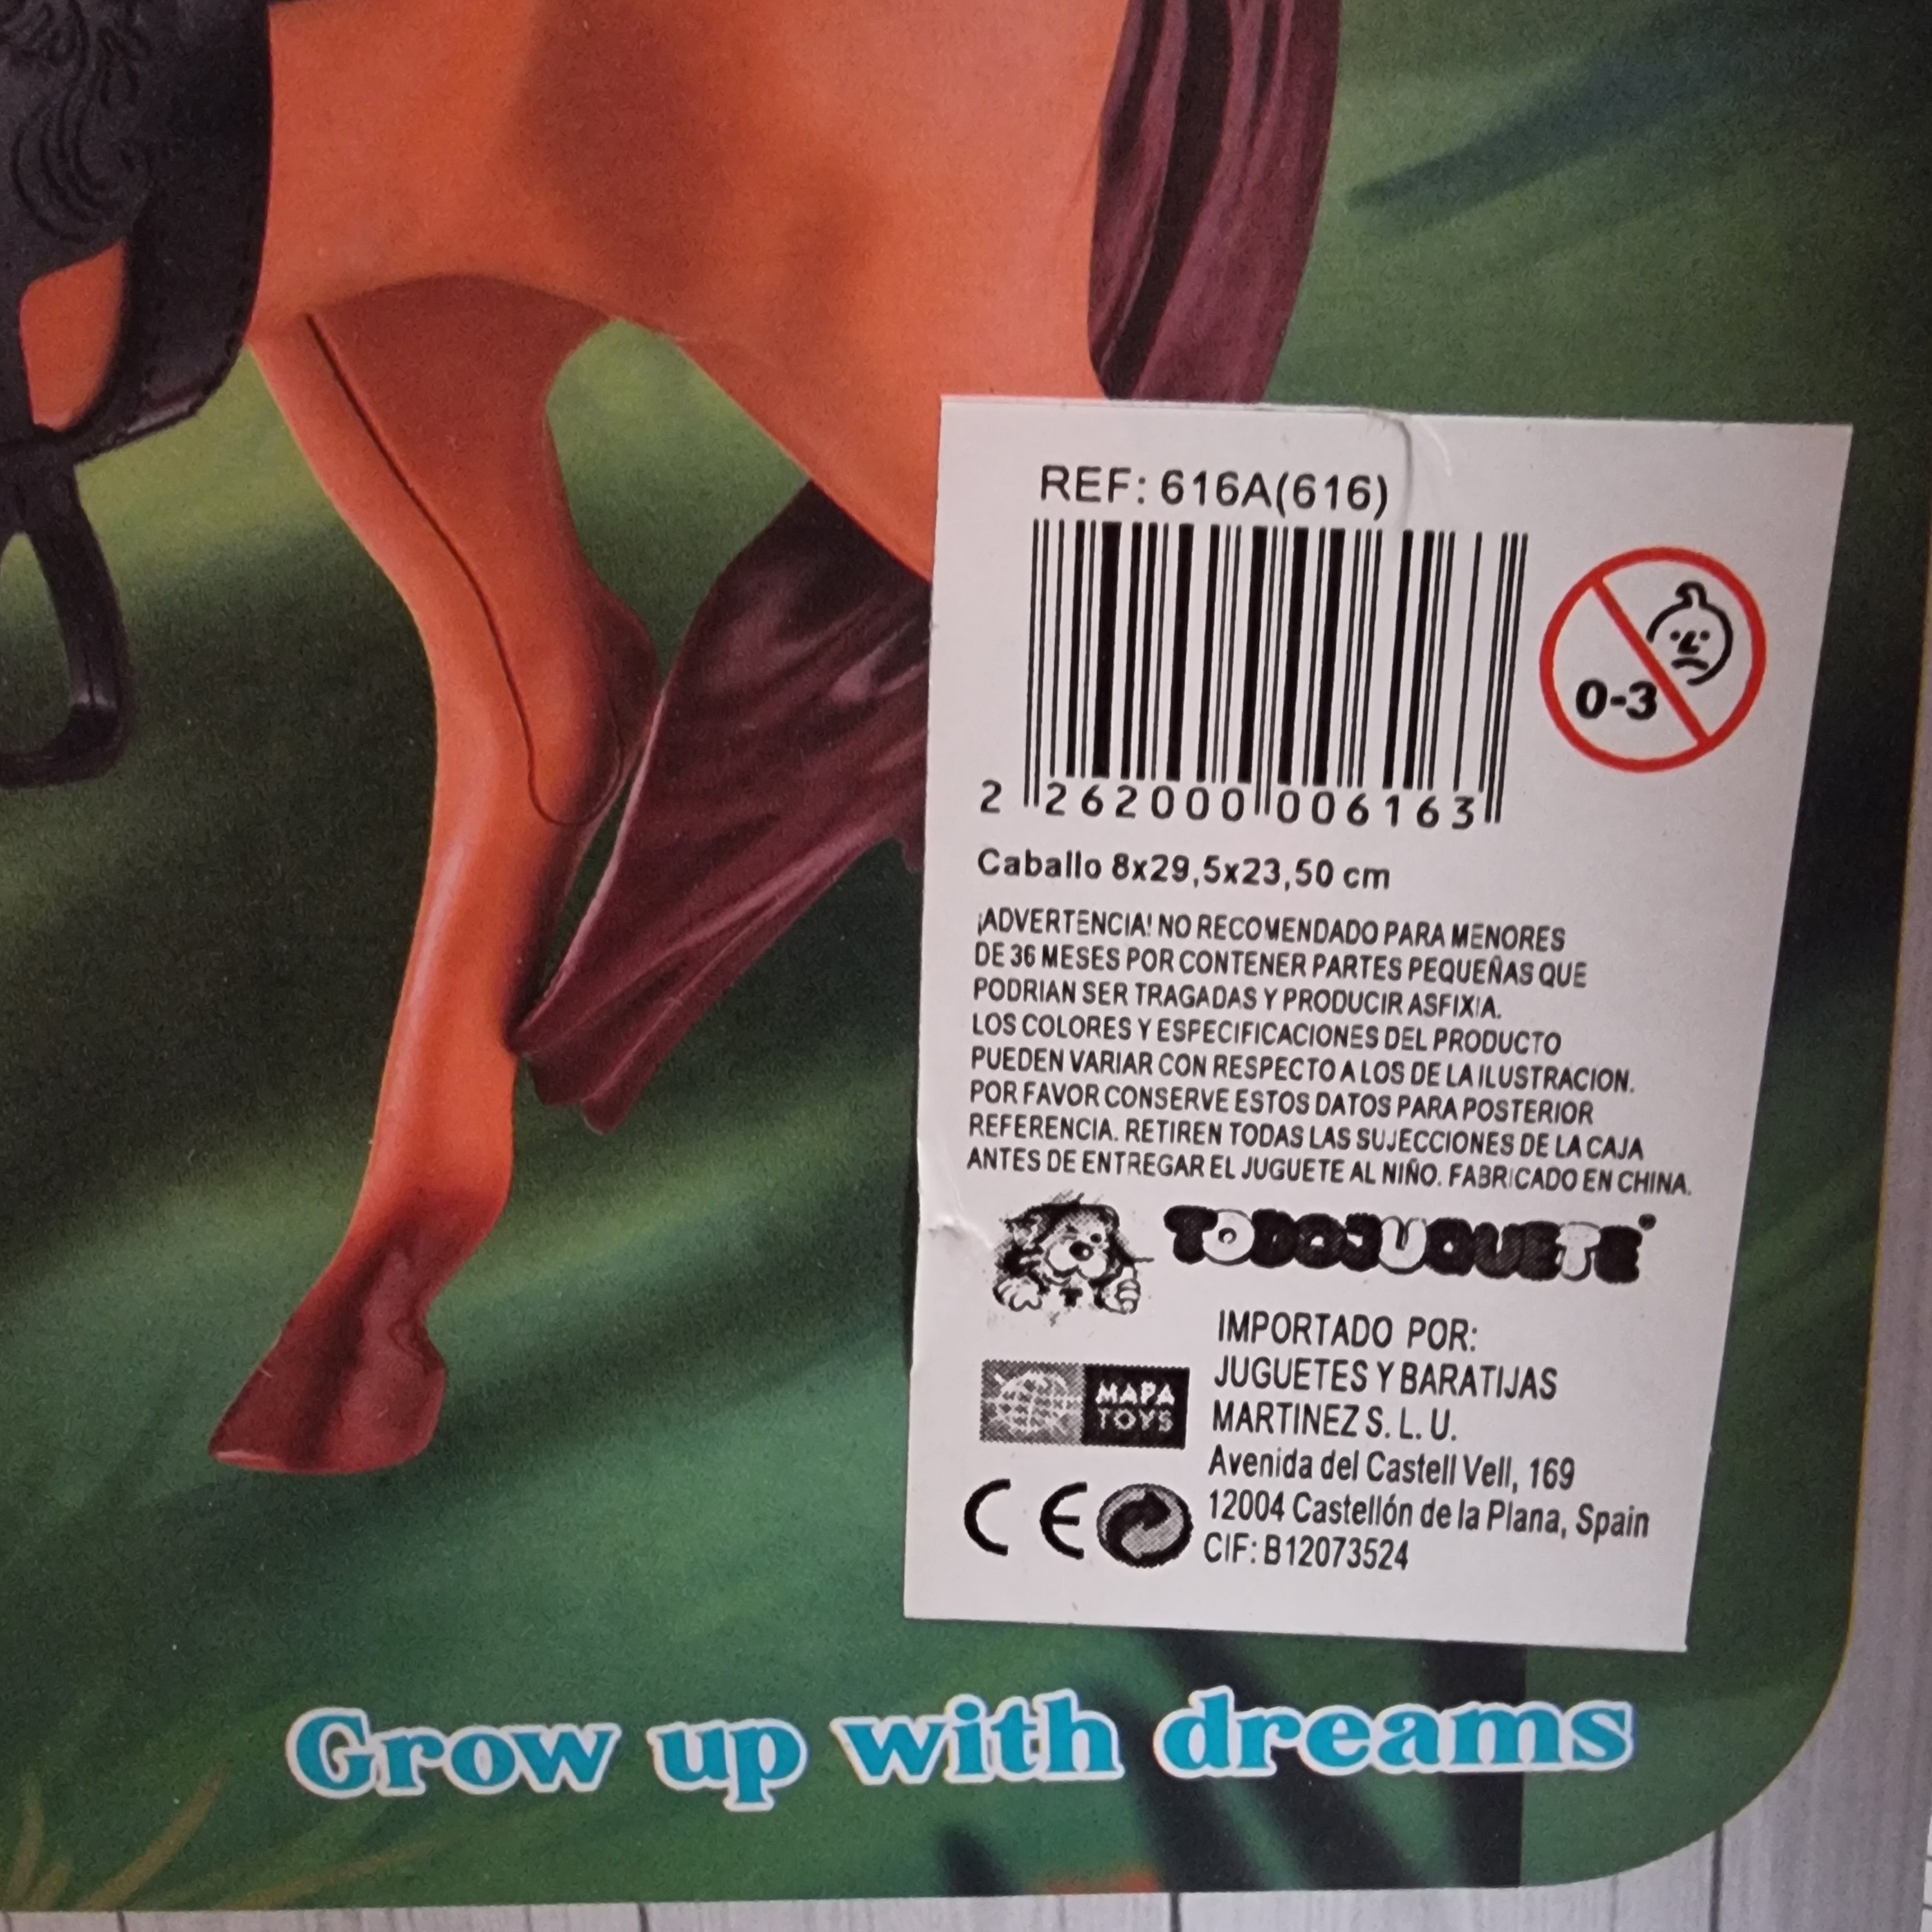 REF: 616A(616)
0-3
2 262000 006163
Caballo 8x29,5x23,50 cm
¡ADVERTENCIA! NO RECOMENDADO PARA MENORES
DE 36 MESES POR CONTENER PARTES PEQUEÑAS QUE
PODRIAN SER TRAGADAS Y PRODUCIR ASFIXIA.
LOS COLORES Y ESPECIFICACIONES DEL PRODUCTO
PUEDEN VARIAR CON RESPECTO A LOS DE LA ILUSTRACION.
POR FAVOR CONSERVE ESTOS DATOS PARA POSTERIOR
REFERENCIA. RETIREN TODAS LAS SUJECCIONES DE LA CAJA
ANTES DE ENTREGAR EL JUGUETE AL NIÑO. FABRICADO EN CHINA.
TODOJUGUETE
IMPORTADO POR:
JUGUETES Y BARATIJAS
MARTINEZ S. L. U.
MAPA
TOYS
Avenida del Castell Vell, 169
12004 Castellón de la Plana, Spain
CIF: B12073524
CE
Grow up with dreams